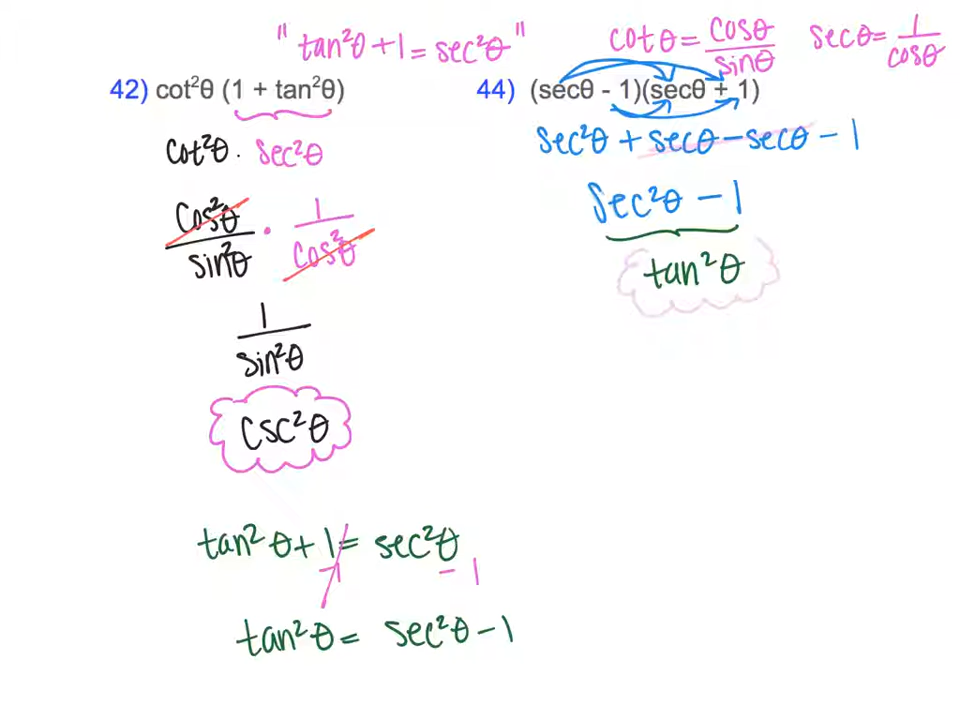 " tan²θ + 1 = sec²θ "
cotθ = cosθ/sinθ
secθ = 1/cosθ
42) cot²θ (1 + tan²θ)
cot²θ · sec²θ
cos²θ/sin²θ · 1/cos²θ
1/sin²θ
csc²θ
tan²θ + 1 = sec²θ
- 1
tan²θ = sec²θ - 1
44) (secθ - 1)(secθ + 1)
sec²θ + secθ - secθ - 1
sec²θ - 1
tan²θ